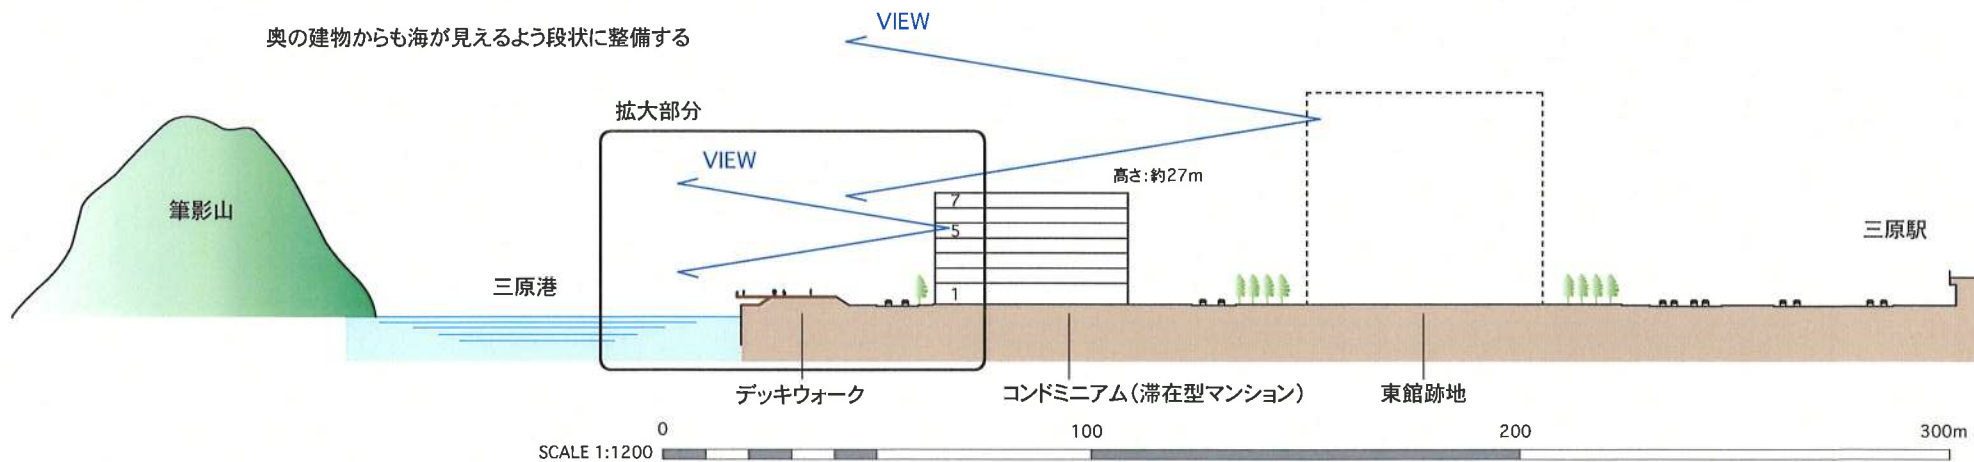 奥の建物からも海が見えるよう段状に整備する
VIEW
拡大部分
VIEW
高さ:約27m
筆影山
7
5
三原駅
三原港
1
デッキウォーク
コンドミニアム(滞在型マンション)
東館跡地
0 100 200 300m
SCALE 1:1200